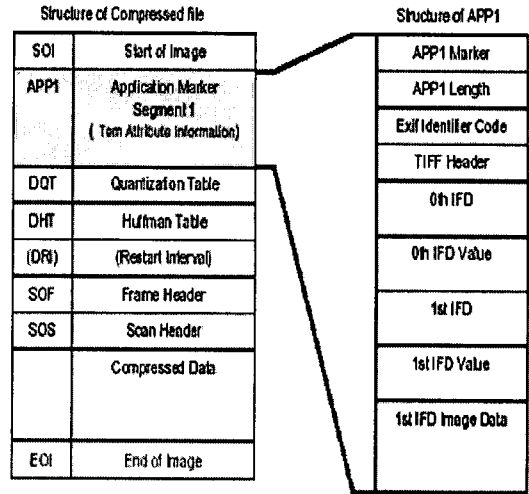 Structure of Compressed file
SOI Start of Image
APP1 Application Marker
Segment 1
( Tem Attribute Information)
DQT Quantization Table
DHT Huffman Table
(DRI) (Restart Interval)
SOF Frame Header
SOS Scan Header
Compressed Data
EOI End of Image
Structure of APP1
APP1 Marker
APP1 Length
Exif Identifier Code
TIFF Header
0th IFD
0th IFD Value
1st IFD
1st IFD Value
1st IFD Image Data